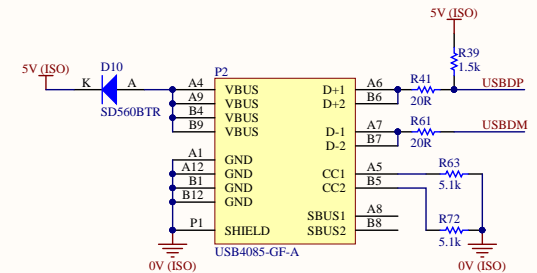 5V (ISO)
R39
1.5k
5V (ISO)
D10
K
A
SD560BTR
P2
A4
VBUS
D+1
A6
R41
20R
USBDP
A9
VBUS
D+2
B6
B4
VBUS
B9
VBUS
D-1
A7
R61
20R
USBDM
D-2
B7
A1
GND
A12
GND
CC1
A5
R63
5.1k
B1
GND
CC2
B5
B12
GND
SBUS1
A8
P1
SHIELD
SBUS2
B8
R72
5.1k
USB4085-GF-A
0V (ISO)
0V (ISO)